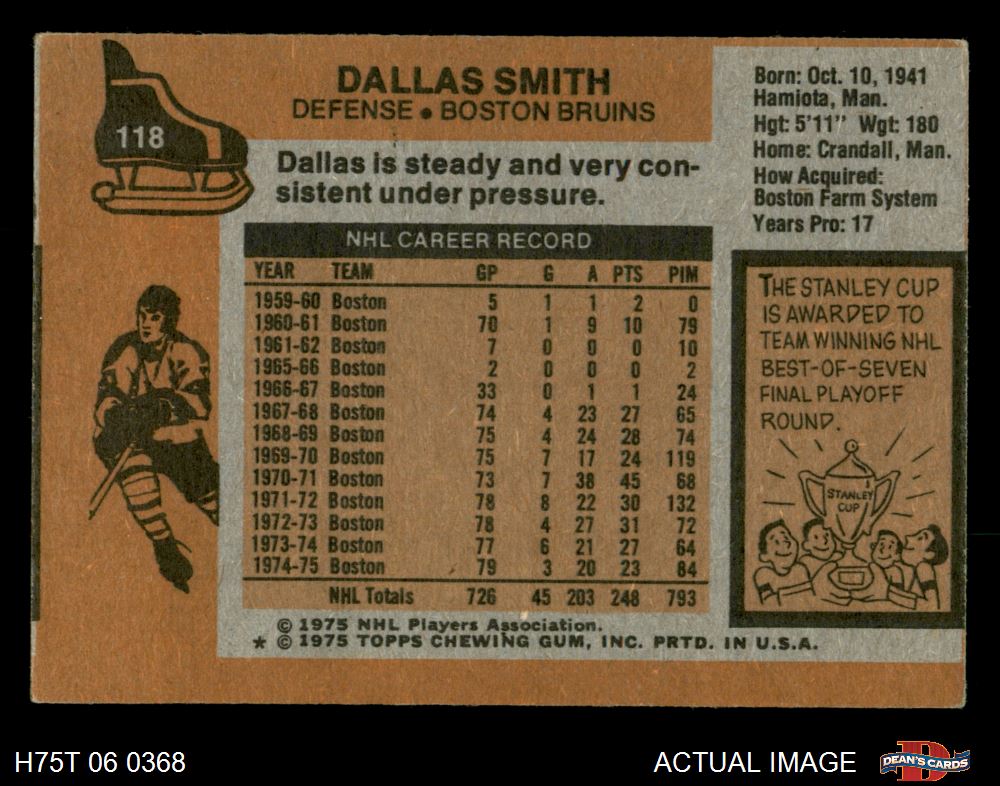 118
DALLAS SMITH
DEFENSE • BOSTON BRUINS
Dallas is steady and very con-
sistent under pressure.
Born: Oct. 10, 1941
Hamiota, Man.
Hgt: 5'11" Wgt: 180
Home: Crandall, Man.
How Acquired:
Boston Farm System
Years Pro: 17
NHL CAREER RECORD
YEAR TEAM GP G A PTS PIM
1959-60 Boston 5 1 1 2 0
1960-61 Boston 70 1 9 10 79
1961-62 Boston 7 0 0 0 10
1965-66 Boston 2 0 0 0 2
1966-67 Boston 33 0 1 1 24
1967-68 Boston 74 4 23 27 65
1968-69 Boston 75 4 24 28 74
1969-70 Boston 75 7 17 24 119
1970-71 Boston 73 7 38 45 68
1971-72 Boston 78 8 22 30 132
1972-73 Boston 78 4 27 31 72
1973-74 Boston 77 6 21 27 64
1974-75 Boston 79 3 20 23 84
NHL Totals 726 45 203 248 793
© 1975 NHL Players Association.
* © 1975 TOPPS CHEWING GUM, INC. PRTD. IN U.S.A.
THE STANLEY CUP
IS AWARDED TO
TEAM WINNING NHL
BEST-OF-SEVEN
FINAL PLAYOFF
ROUND.
STANLEY
CUP
H75T 06 0368
ACTUAL IMAGE
D
DEAN'S CARDS